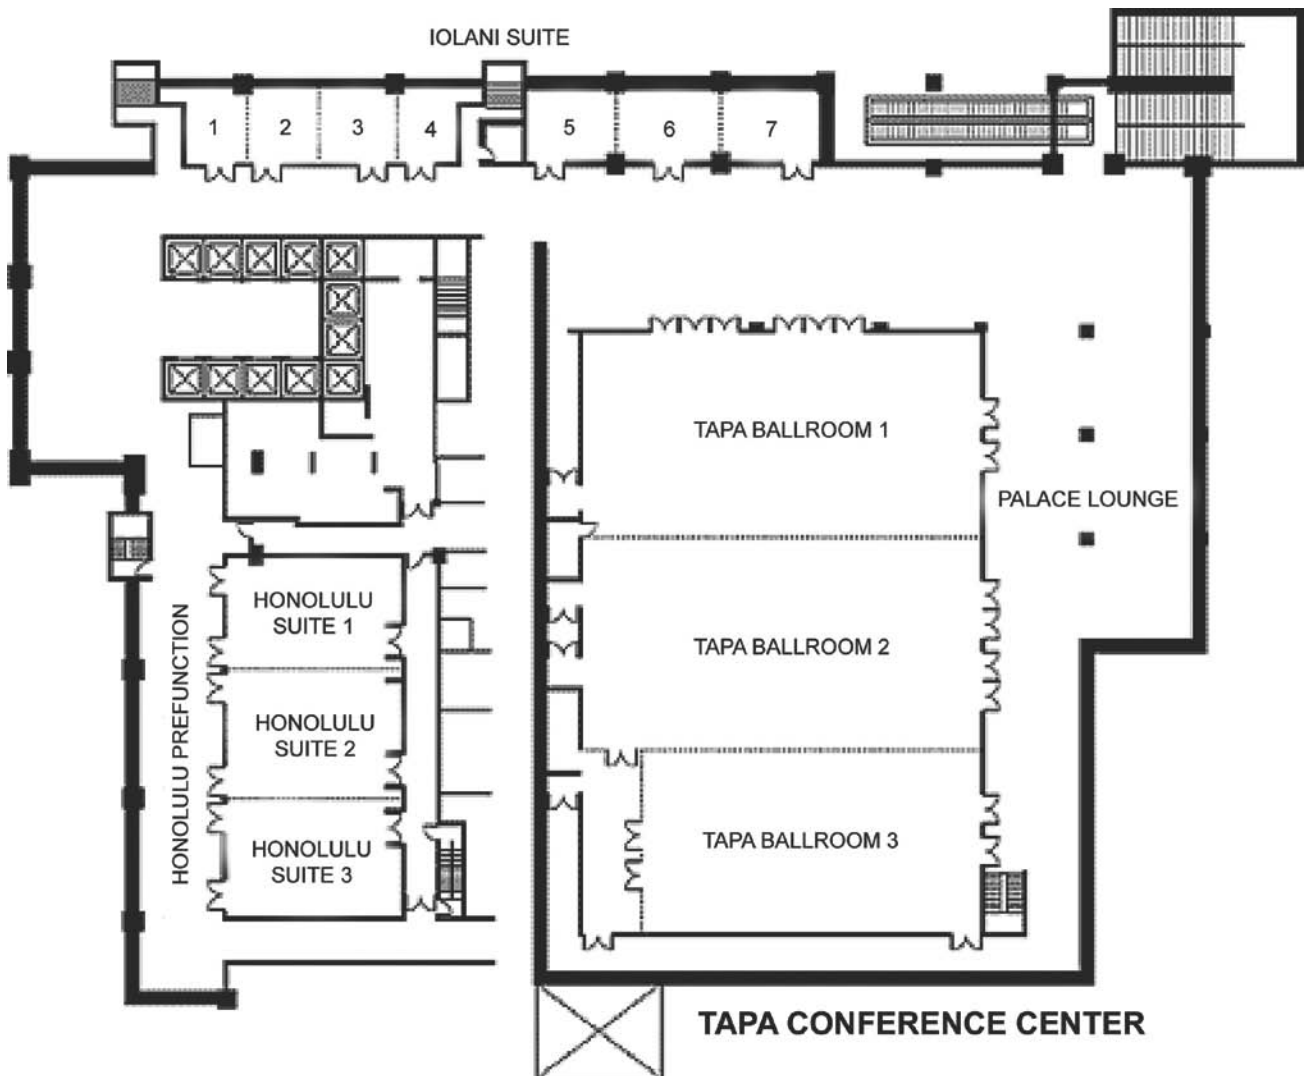 IOLANI SUITE
1
2
3
4
5
6
7
TAPA BALLROOM 1
PALACE LOUNGE
HONOLULU PREFUNCTION
HONOLULU
SUITE 1
TAPA BALLROOM 2
HONOLULU
SUITE 2
HONOLULU
SUITE 3
TAPA BALLROOM 3
TAPA CONFERENCE CENTER